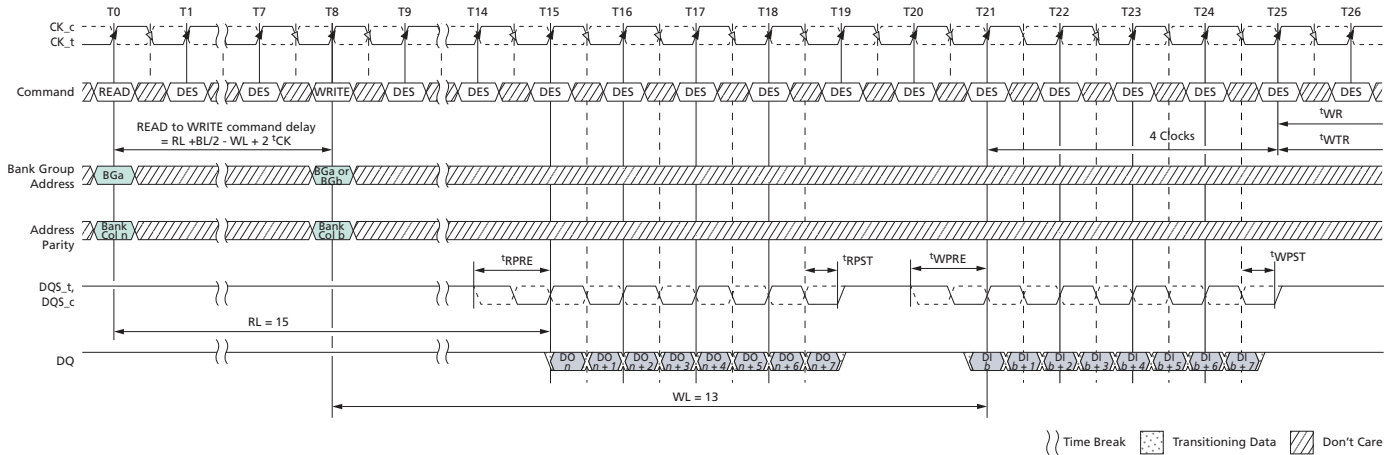 T0 T1 T7 T8 T9 T14 T15 T16 T17 T18 T19 T20 T21 T22 T23 T24 T25 T26
CK_c
CK_t
Command READ DES DES WRITE DES DES DES DES DES DES DES DES DES DES DES DES DES DES
tWR
READ to WRITE command delay
= RL +BL/2 - WL + 2 tCK
4 Clocks
tWTR
Bank Group
Address
BGa
BGa or
BGb
Address
Parity
Bank
Col n
Bank
Col b
tRPRE
tRPST
tWPRE
tWPST
DQS_t,
DQS_c
RL = 15
DQ
DO
n
DO
n + 1
DO
n + 2
DO
n + 3
DO
n + 4
DO
n + 5
DO
n + 6
DO
n + 7
DI
b
DI
b + 1
DI
b + 2
DI
b + 3
DI
b + 4
DI
b + 5
DI
b + 6
DI
b + 7
WL = 13
Time Break Transitioning Data Don't Care